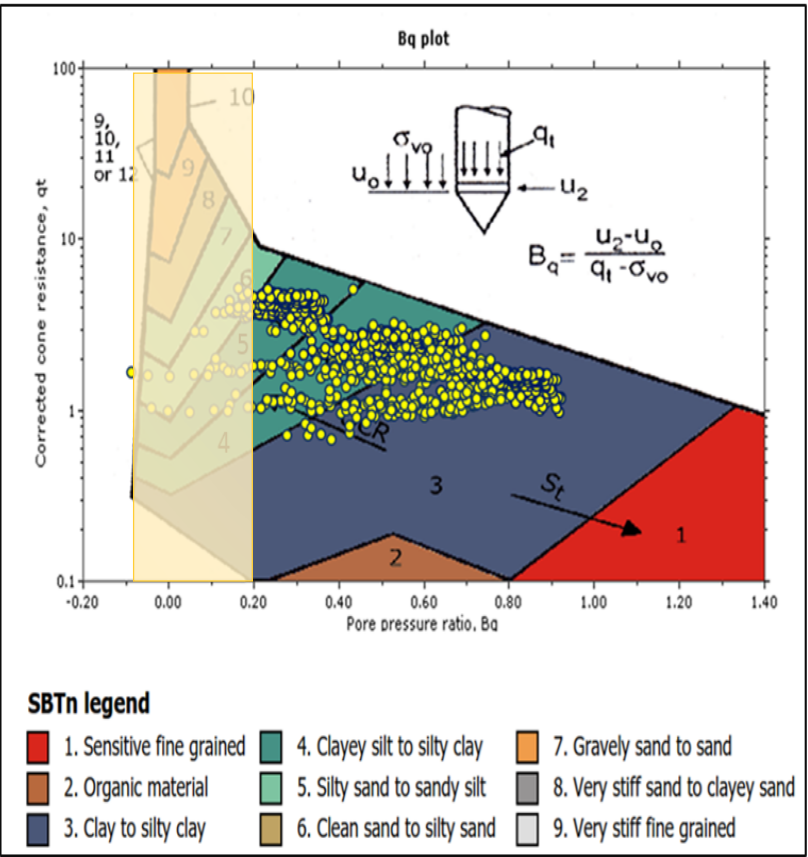 Bq plot
100
10
1
0.1
Corrected cone resistance, qt
9,
10,
11
or 12
10
9
8
7
6
5
4
3
2
1
CR
St
σvo
uo
qt
u2
Bq= u2-uo
qt -σvo
-0.20 0.00 0.20 0.40 0.60 0.80 1.00 1.20 1.40
Pore pressure ratio, Bq
SBTn legend
1. Sensitive fine grained
2. Organic material
3. Clay to silty clay
4. Clayey silt to silty clay
5. Silty sand to sandy silt
6. Clean sand to silty sand
7. Gravely sand to sand
8. Very stiff sand to clayey sand
9. Very stiff fine grained